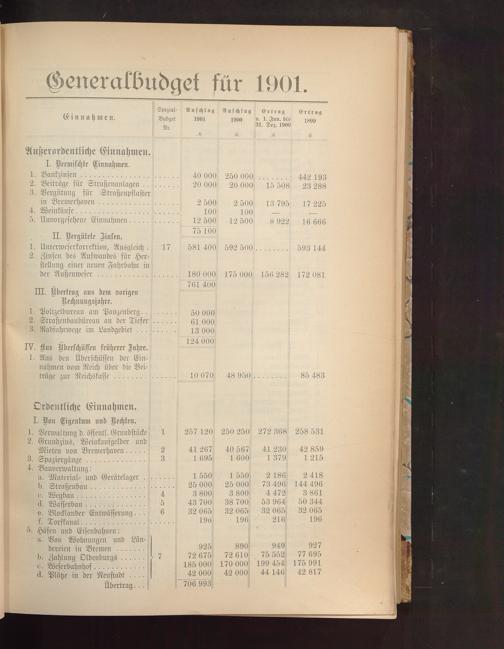 Generalbudget für 1901.
Einnahmen. Spezial-Budget Nr. Anschlag 1901 ℳ Anschlag 1900 ℳ Ertrag v. 1. Jan. bis 31. Dez. 1900 ℳ Ertrag 1899 ℳ
Außerordentliche Einnahmen.
I. Vermischte Einnahmen.
1. Bankzinsen 40 000 250 000 ........ 442 193
2. Beiträge für Straßenanlagen 20 000 20 000 15 508 23 288
3. Vergütung für Straßenpflaster
in Bremerhaven 2 500 2 500 13 795 17 225
4. Weinkäufe 100 100 — —
5. Unvorgesehene Einnahmen 12 500 12 500 8 922 16 666
75 100
II. Vergütete Zinsen.
1. Unterweserkorrektion, Ausgleich . 17 581 400 592 500 ........ 593 144
2. Zinsen des Aufwandes für Her-
stellung einer neuen Fahrbahn in
der Außenweser 180 000 175 000 156 282 172 081
761 400
III. Übertrag aus dem vorigen
Rechnungsjahre.
1. Polizeibureau am Panzenberg 50 000
2. Straßenbaubüreau an der Tiefer 61 000
3. Radfahrwege im Landgebiet 13 000
124 000
IV. Aus Überschüssen früherer Jahre.
1. Aus den Überschüssen der Ein-
nahmen vom Reich über die Bei-
träge zur Reichskasse 10 070 48 950 ........ 85 483
Ordentliche Einnahmen.
I. Von Eigentum und Rechten.
1. Verwaltung d. öffentl. Grundstücke 1 257 120 250 250 272 368 258 531
2. Grundzins, Weinkaufgelder und
Mieten von Bremerhaven 2 41 267 40 567 41 230 42 859
3. Spaziergänge 3 1 695 1 600 1 379 1 215
4. Bauverwaltung:
a. Material- und Gerätelager 1 550 1 550 2 186 2 418
b. Straßenbau 25 000 25 000 73 496 144 496
c. Wegbau 4 3 800 3 800 4 472 3 861
d. Wasserbau 5 43 700 38 700 53 964 50 344
e. Blocklander Entwässerung 6 32 065 32 065 32 065 32 065
f. Torfkanal 196 196 216 196
5. Häfen und Eisenbahnen:
a. Von Wohnungen und Län-
dereien in Bremen 925 890 949 927
b. Zahlung Oldenburgs 7 72 675 72 610 75 552 77 695
c. Weserbahnhof 185 000 170 000 199 454 175 991
d. Plätze in der Neustadt 42 000 42 000 44 146 42 817
Übertrag 706 993